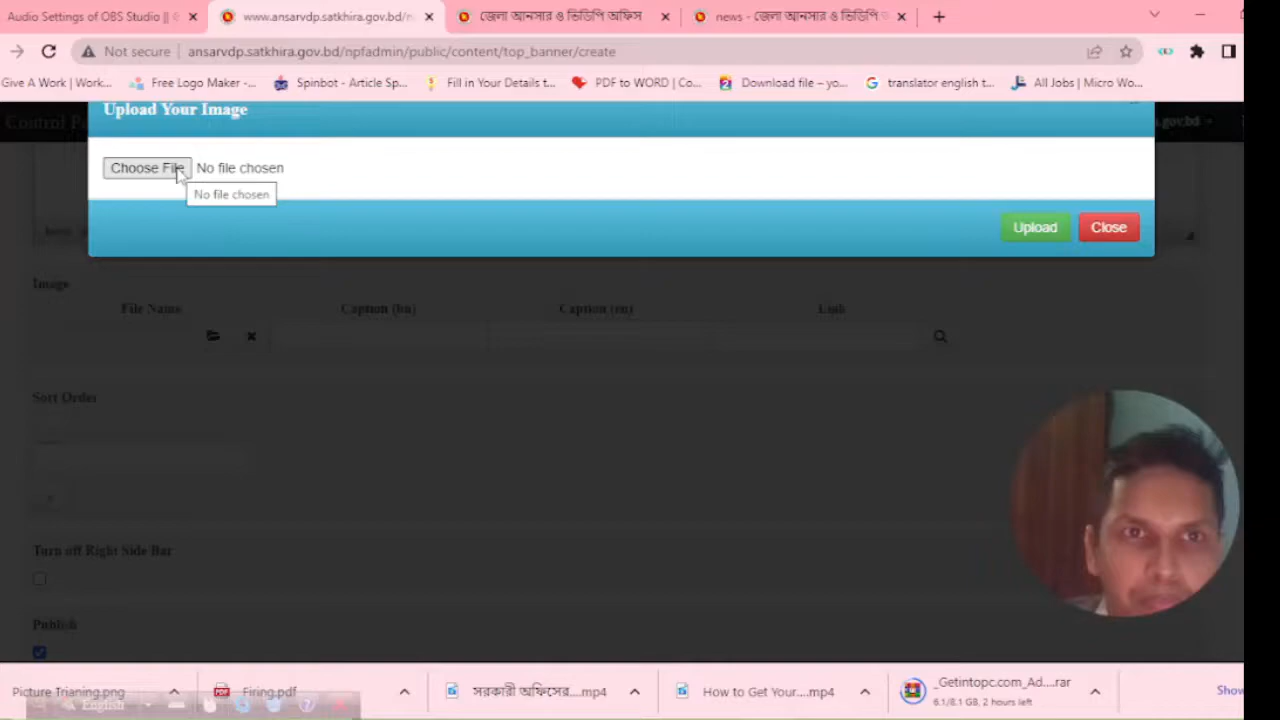 Audio Settings of OBS Studio || www.ansarvdp.satkhira.gov.bd/n জেলা আনসার ও ভিডিপি অফিস news - জেলা আনসার ও ভিডিপি
Not secure ansarvdp.satkhira.gov.bd/npfadmin/public/content/top_banner/create
Give A Work | Work... Free Logo Maker -... Spinbot - Article Sp... Fill in Your Details t... PDF to WORD | Co... Download file – yo... translator english t... All Jobs | Micro Wo...
Upload Your Image
a.gov.bd
Choose File No file chosen
No file chosen
Upload Close
Image
File Name Caption (bn) Caption (en) Link
Sort Order
Turn off Right Side Bar
Publish
Picture Trianing.png Firing.pdf সরকারী অফিসের....mp4 How to Get Your....mp4 _Getintopc.com_Ad....rar
6.1/8.1 GB, 2 hours left
Show
English